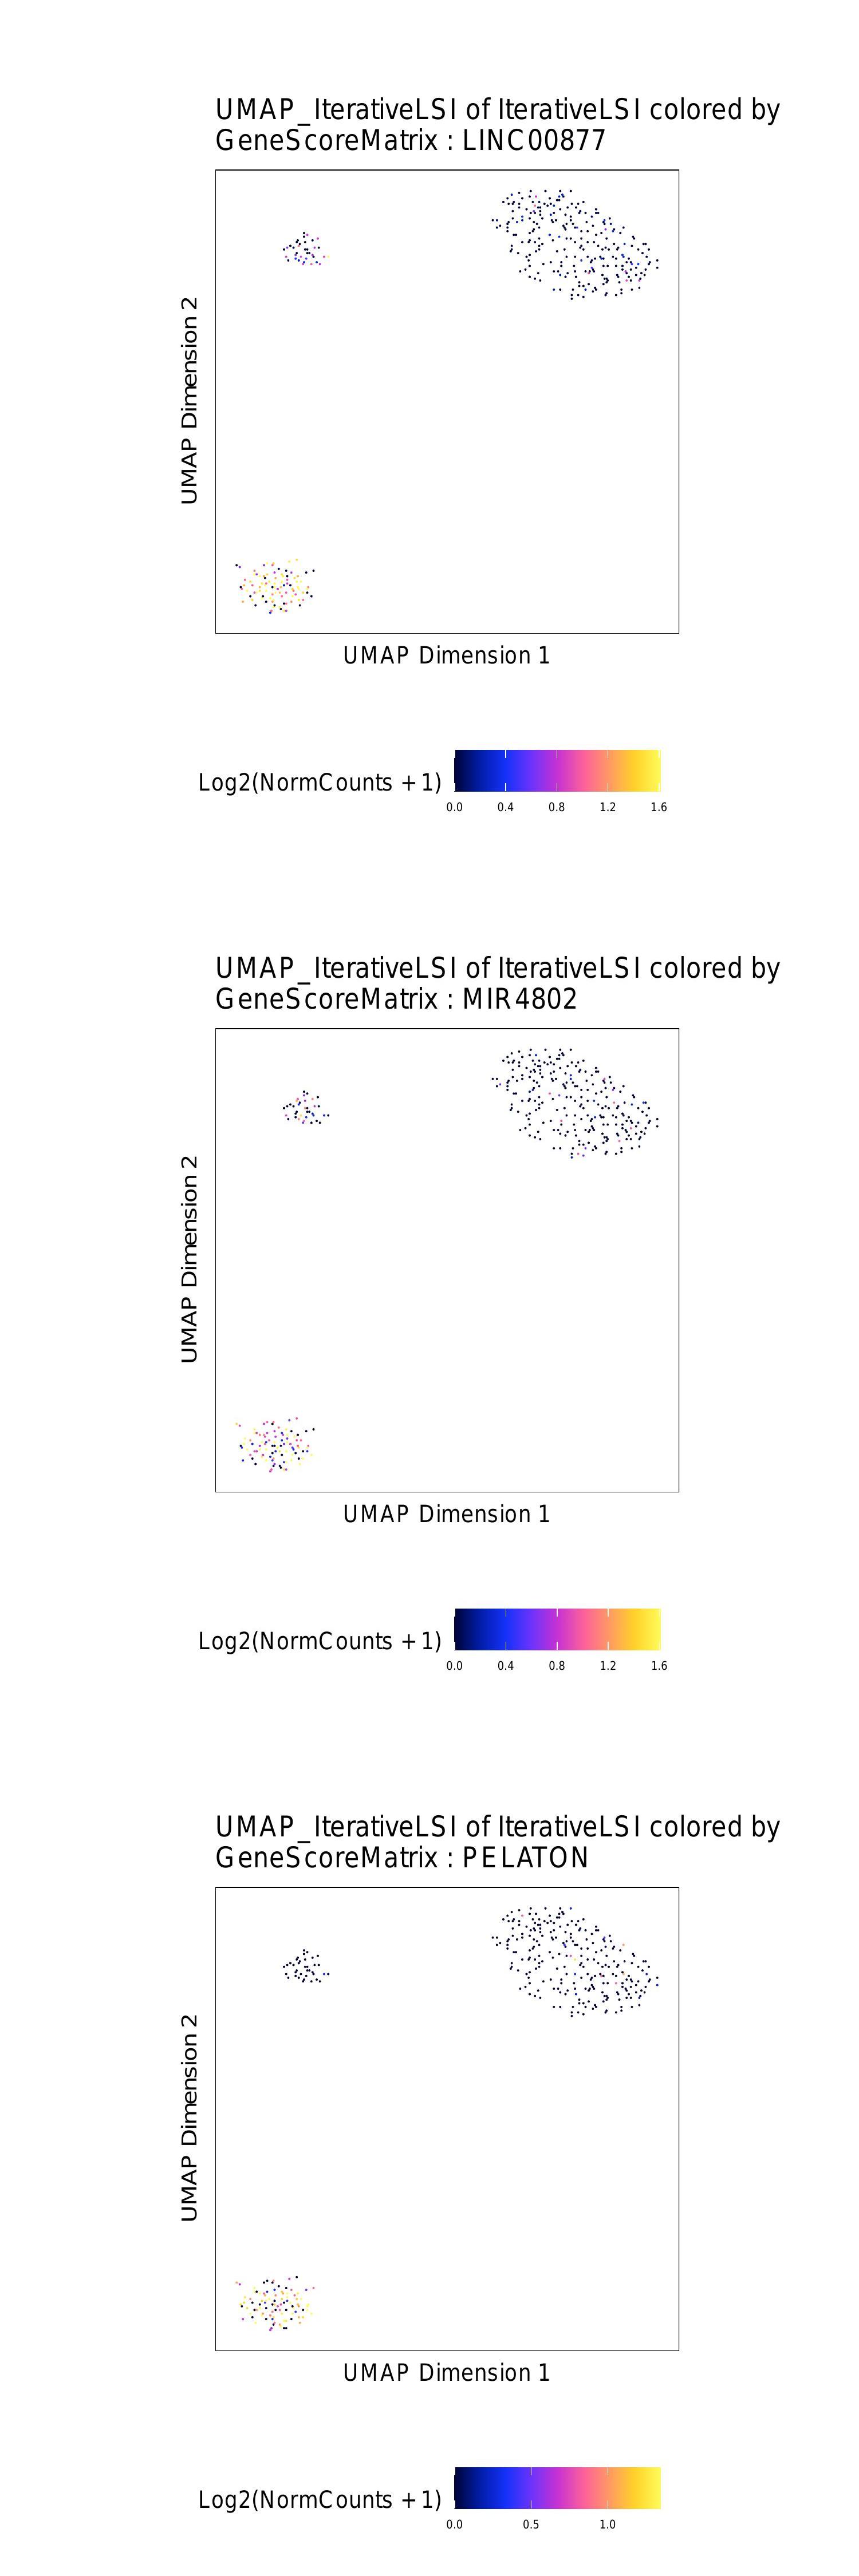 UMAP_IterativeLSI of IterativeLSI colored by
GeneScoreMatrix : LINC00877
UMAP Dimension 2
UMAP Dimension 1
Log2(NormCounts + 1)
0.0 0.4 0.8 1.2 1.6
UMAP_IterativeLSI of IterativeLSI colored by
GeneScoreMatrix : MIR4802
UMAP Dimension 2
UMAP Dimension 1
Log2(NormCounts + 1)
0.0 0.4 0.8 1.2 1.6
UMAP_IterativeLSI of IterativeLSI colored by
GeneScoreMatrix : PELATON
UMAP Dimension 2
UMAP Dimension 1
Log2(NormCounts + 1)
0.0 0.5 1.0